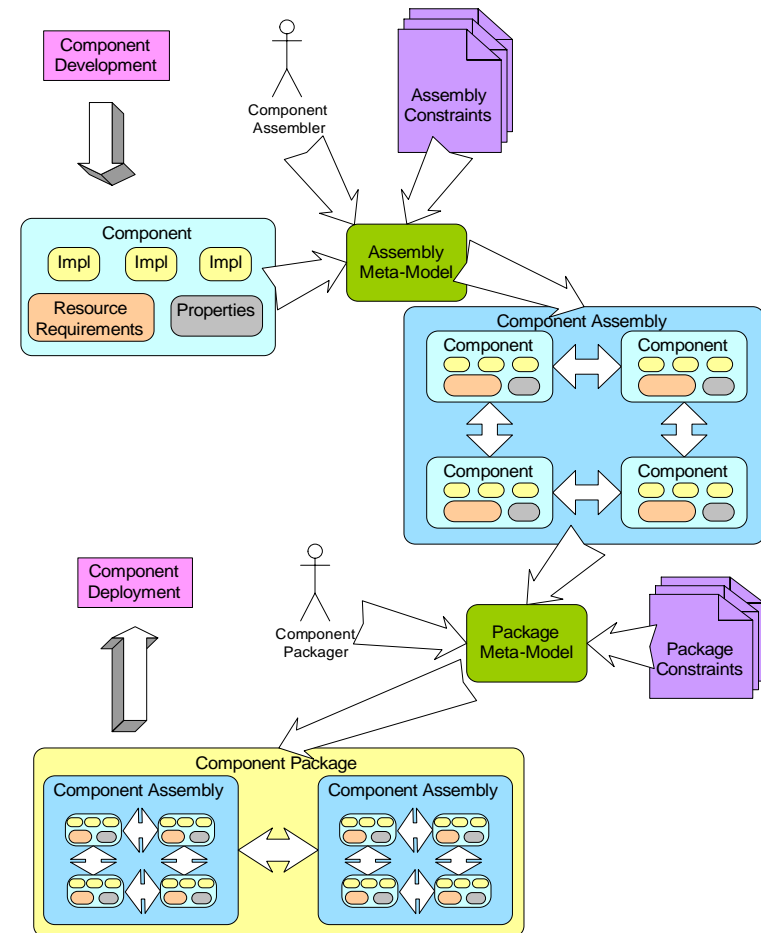 Component
Development
Component
Assembler
Assembly
Constraints
Component
Impl
Impl
Impl
Resource
Requirements
Properties
Assembly
Meta-Model
Component Assembly
Component
Component
Component
Component
Component
Deployment
Component
Packager
Package
Meta-Model
Package
Constraints
Component Package
Component Assembly
Component Assembly